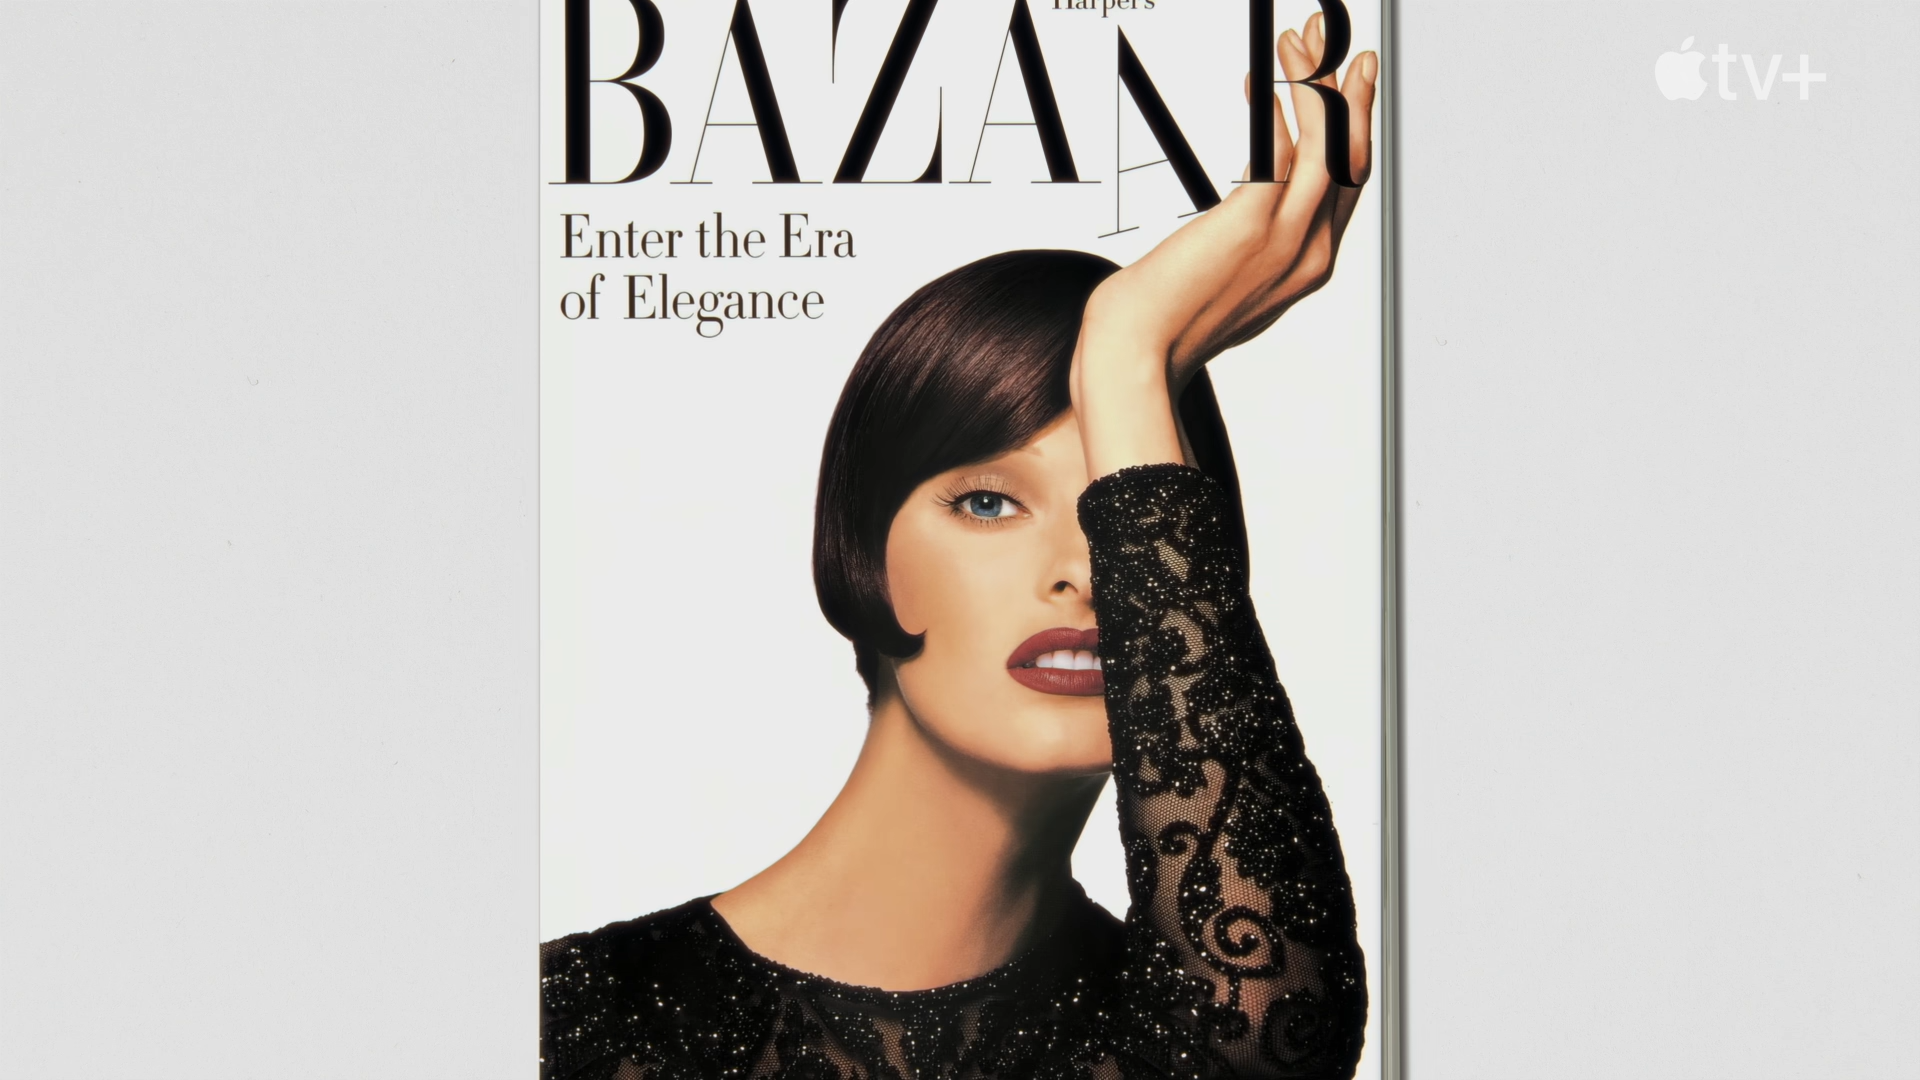 Harper's
BAZAAR
Enter the Era
of Elegance
tv+